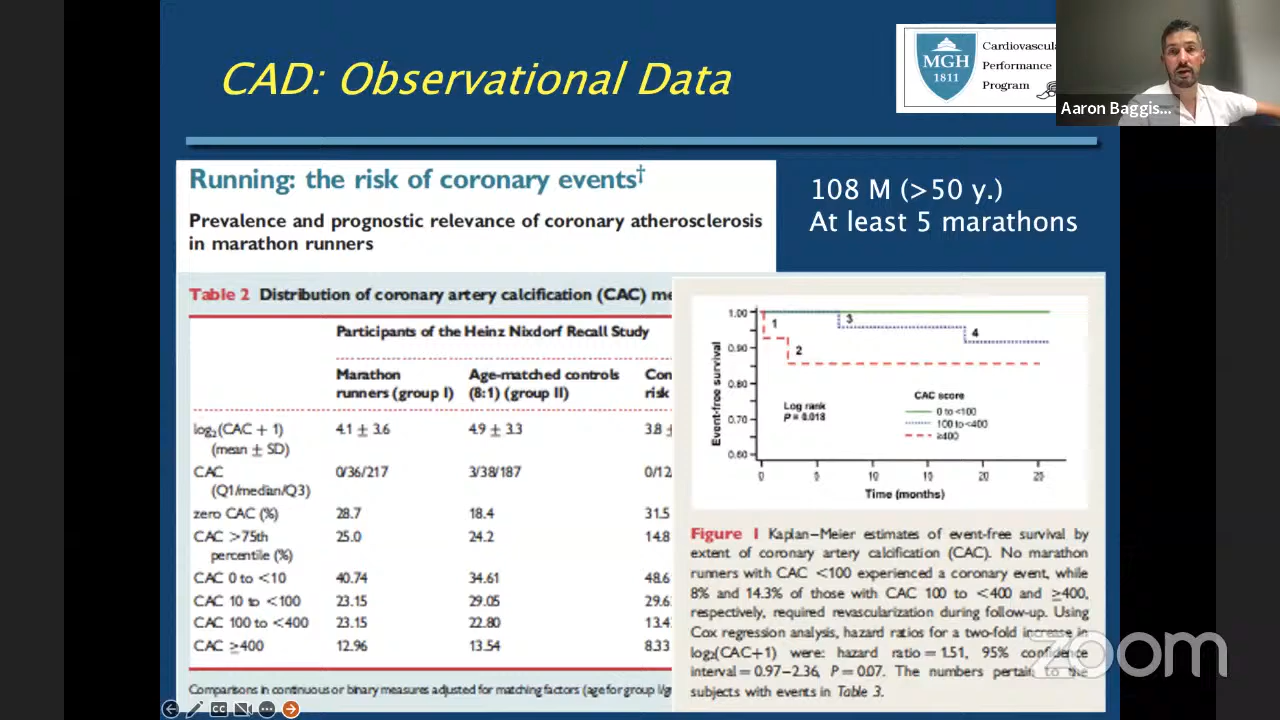 CAD: Observational Data
MGH
1811
Cardiovascula
Performance
Program
Aaron Baggis...
Running: the risk of coronary events†
Prevalence and prognostic relevance of coronary atherosclerosis
in marathon runners
108 M (>50 y.)
At least 5 marathons
Table 2 Distribution of coronary artery calcification (CAC) me
Participants of the Heinz Nixdorf Recall Study
Marathon Age-matched controls Con
runners (group I) (8:1) (group II) risk
log₂(CAC + 1) 4.1 ± 3.6 4.9 ± 3.3 3.8 ±
(mean ± SD)
CAC 0/36/217 3/38/187 0/12
(Q1/median/Q3)
zero CAC (%) 28.7 18.4 31.5
CAC >75th 25.0 24.2 14.8
percentile (%)
CAC 0 to <10 40.74 34.61 48.6
CAC 10 to <100 23.15 29.05 29.6
CAC 100 to <400 23.15 22.80 13.4
CAC ≥400 12.96 13.54 8.33
Comparisons in continuous or binary measures adjusted for matching factors (age for group I/g
Event-free survival
1.00
0.90
0.80
0.70
0.60
1
2
3
4
Log rank
P = 0.018
CAC score
0 to <100
100 to <400
≥400
0 5 10 15 20 25
Time (months)
Figure 1 Kaplan–Meier estimates of event-free survival by
extent of coronary artery calcification (CAC). No marathon
runners with CAC <100 experienced a coronary event, while
8% and 14.3% of those with CAC 100 to <400 and ≥400,
respectively, required revascularization during follow-up. Using
Cox regression analysis, hazard ratios for a two-fold increase in
log₂(CAC+1) were: hazard ratio = 1.51, 95% confidence
interval = 0.97–2.36, P = 0.07. The numbers pertain to the
subjects with events in Table 3.
zoom
CC